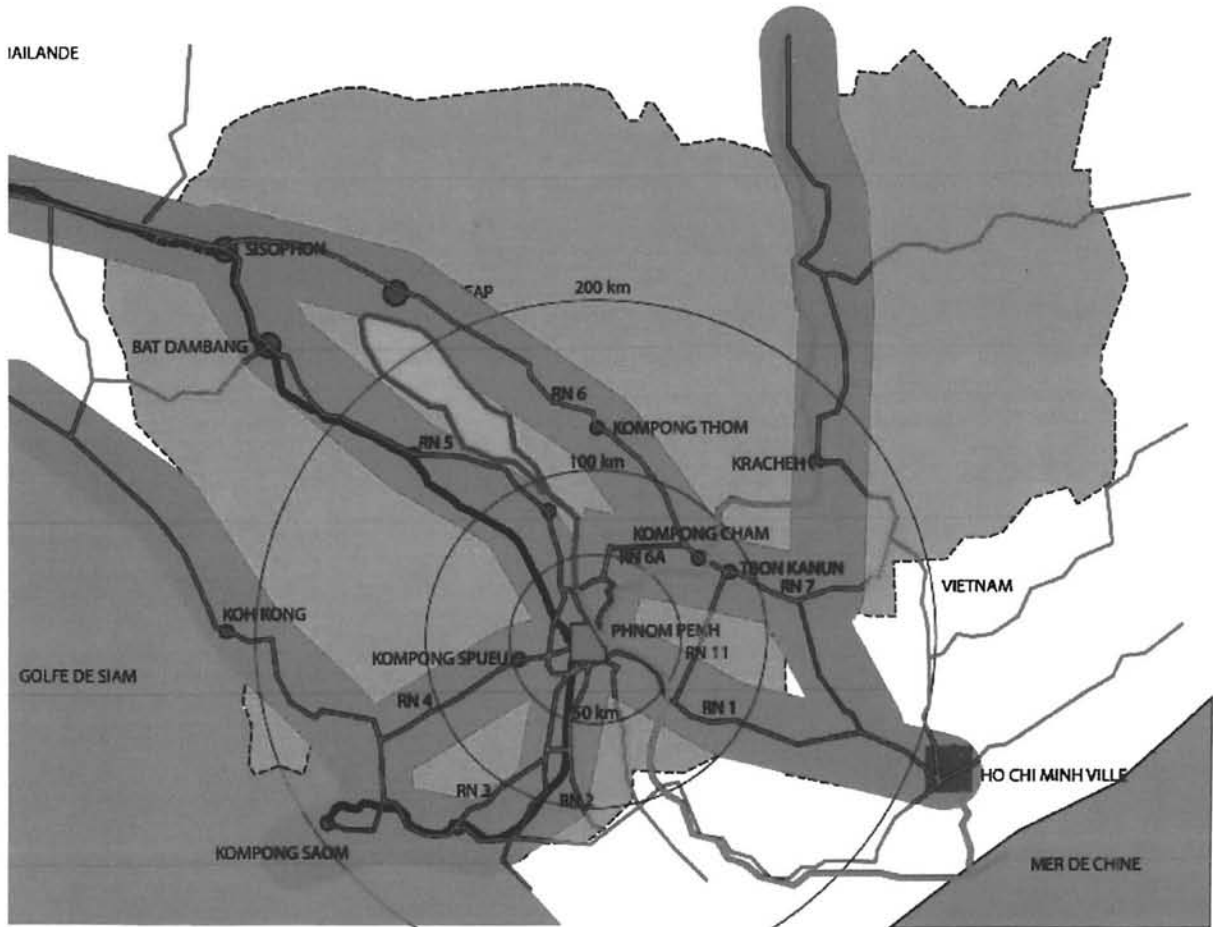 IAILANDE
SISOPHON
EAP
200 km
BAT DAMBANG
RN 6
KOMPONG THOM
RN 5
100 km
KRACHEH
KOMPONG CHAM
RN 6A
TBON KANUN
RN 7
VIETNAM
KOH KONG
PHNOM PENH
KOMPONG SPUEU
RN 11
GOLFE DE SIAM
RN 4
50 km
RN 1
HO CHI MINH VILLE
RN 3
RN 2
KOMPONG SAOM
MER DE CHINE